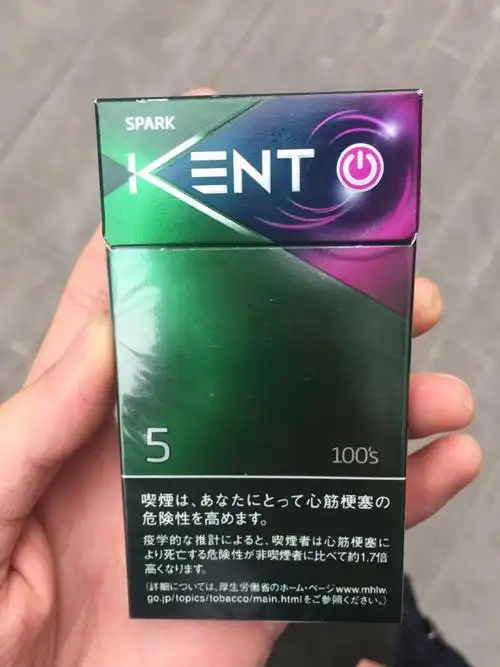 SPARK
KENT
5
100's
喫煙は、あなたにとって心筋梗塞の
危険性を高めます。
疫学的な推計によると、喫煙者は心筋梗塞に
より死亡する危険性が非喫煙者に比べて約1.7倍
高くなります。
(詳細については、厚生労働省のホーム・ページwww.mhlw.
go.jp/topics/tobacco/main.htmlをご参照ください。)